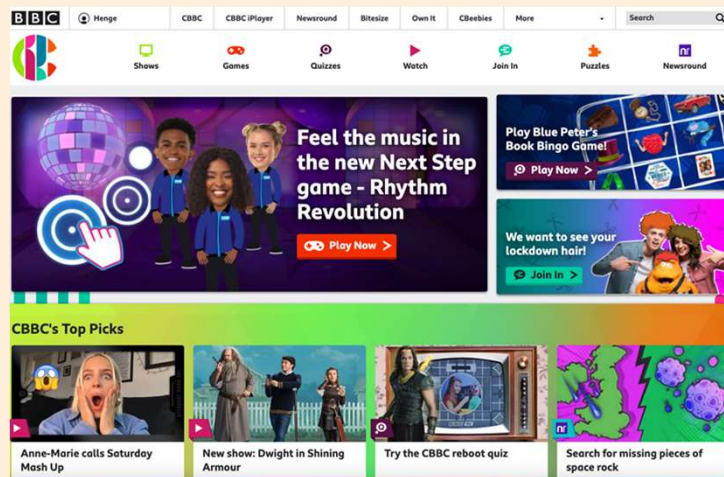 BBC
Henge
CBBC
CBBC iPlayer
Newsround
Bitesize
Own It
CBeebies
More
Search
Shows
Games
Quizzes
Watch
Join In
Puzzles
nr
Newsround
Feel the music in
the new Next Step
game - Rhythm
Revolution
Play Now >
Play Blue Peter's
Book Bingo Game!
Play Now >
We want to see your
lockdown hair!
Join In >
CBBC's Top Picks
Anne-Marie calls Saturday
Mash Up
New show: Dwight in Shining
Armour
Try the CBBC reboot quiz
nr
Search for missing pieces of
space rock